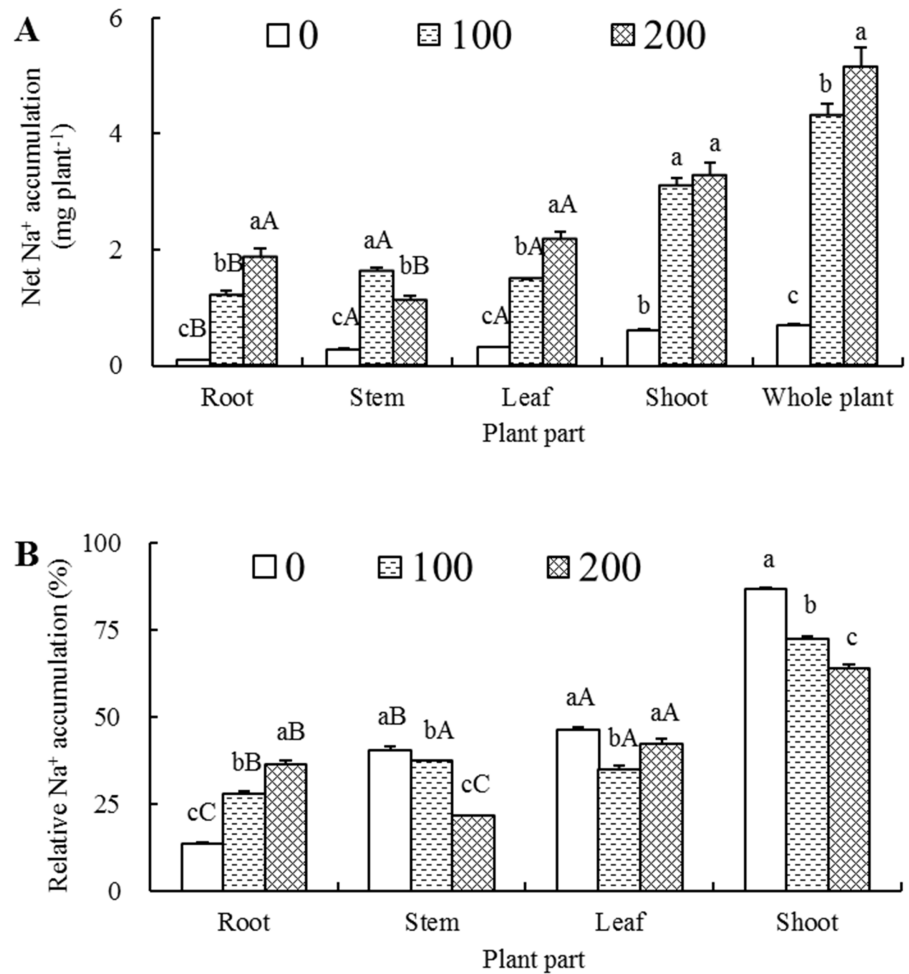 A
6
0 100 200
a
b
Net Na⁺ accumulation
(mg plant⁻¹)
4
a a
aA aA
2
bB aA bB bA
cB cA cA b c
0
Root Stem Leaf Shoot Whole plant
Plant part
B
100
0 100 200
a
Relative Na⁺ accumulation (%)
75
b
c
50
aB bA aA bA aA
aB
bB
25
cC cC
0
Root Stem Leaf Shoot
Plant part